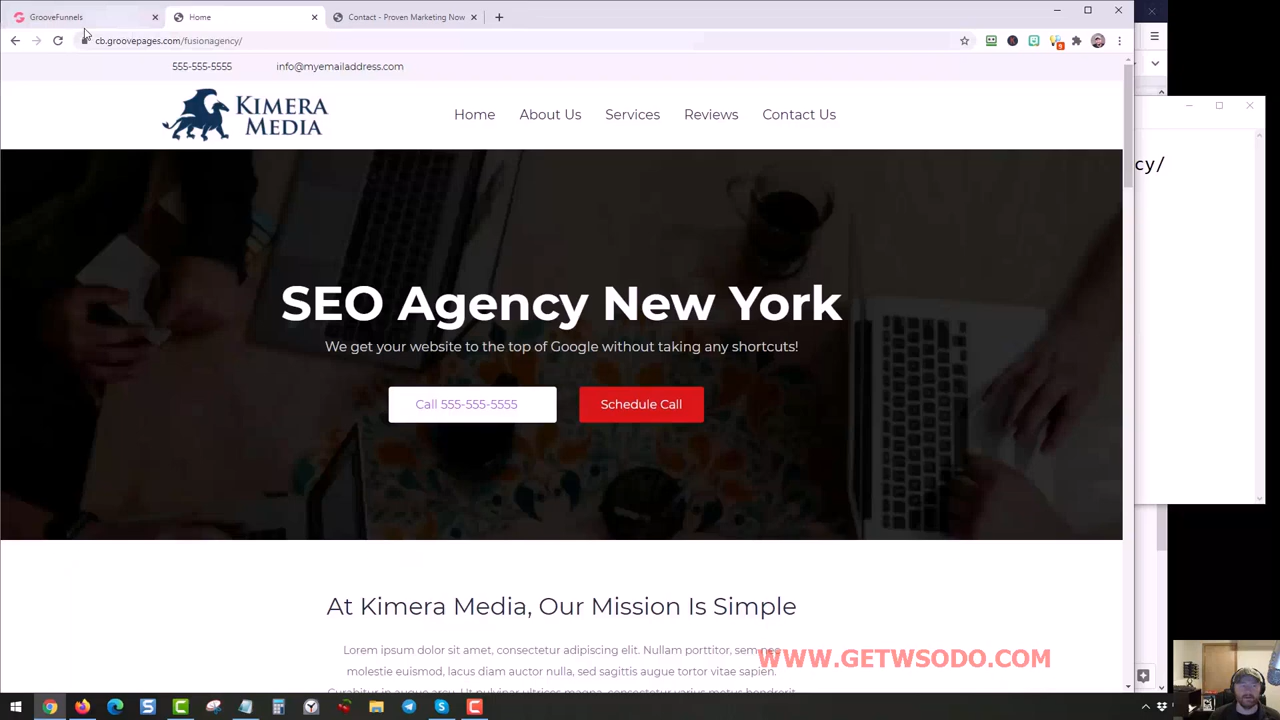 GrooveFunnels
Home
Contact - Proven Marketing Now
cb.groovepages.com/fusionagency/
9
555-555-5555
info@myemailaddress.com
KIMERA
MEDIA
Home
About Us
Services
Reviews
Contact Us
cy/
SEO Agency New York
We get your website to the top of Google without taking any shortcuts!
Call 555-555-5555
Schedule Call
At Kimera Media, Our Mission Is Simple
Lorem ipsum dolor sit amet, consectetur adipiscing elit. Nullam porttitor, sem nec
molestie euismod, lacus diam auctor nulla, sed sagittis augue tortor vitae sapien.
WWW.GETWSODO.COM